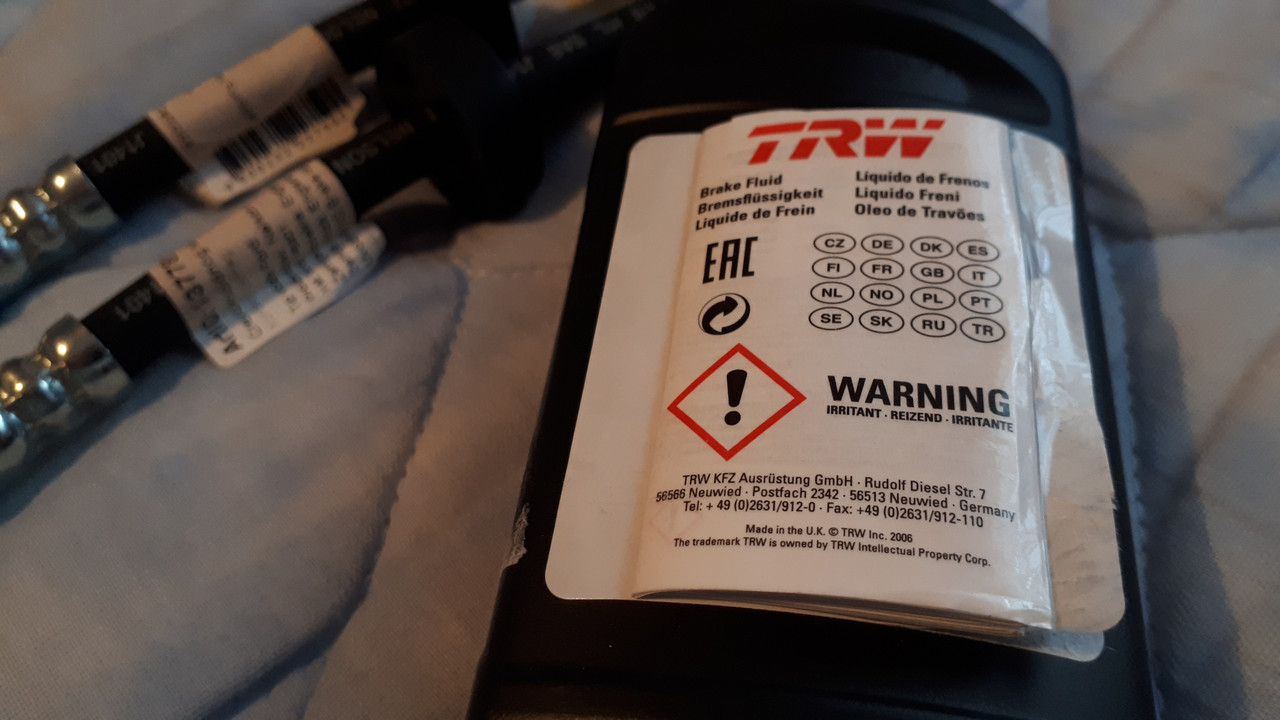 TRW
Brake Fluid
Bremsflüssigkeit
Liquide de Frein
Líquido de Frenos
Liquido Freni
Oleo de Travões
EAC
CZ DE DK ES
FI FR GB IT
NL NO PL PT
SE SK RU TR
WARNING
IRRITANT · REIZEND · IRRITANTE
TRW KFZ Ausrüstung GmbH · Rudolf Diesel Str. 7
56566 Neuwied · Postfach 2342 · 56513 Neuwied · Germany
Tel: + 49 (0)2631/912-0 · Fax: +49 (0)2631/912-110
Made in the U.K. © TRW Inc. 2006
The trademark TRW is owned by TRW Intellectual Property Corp.
J1401